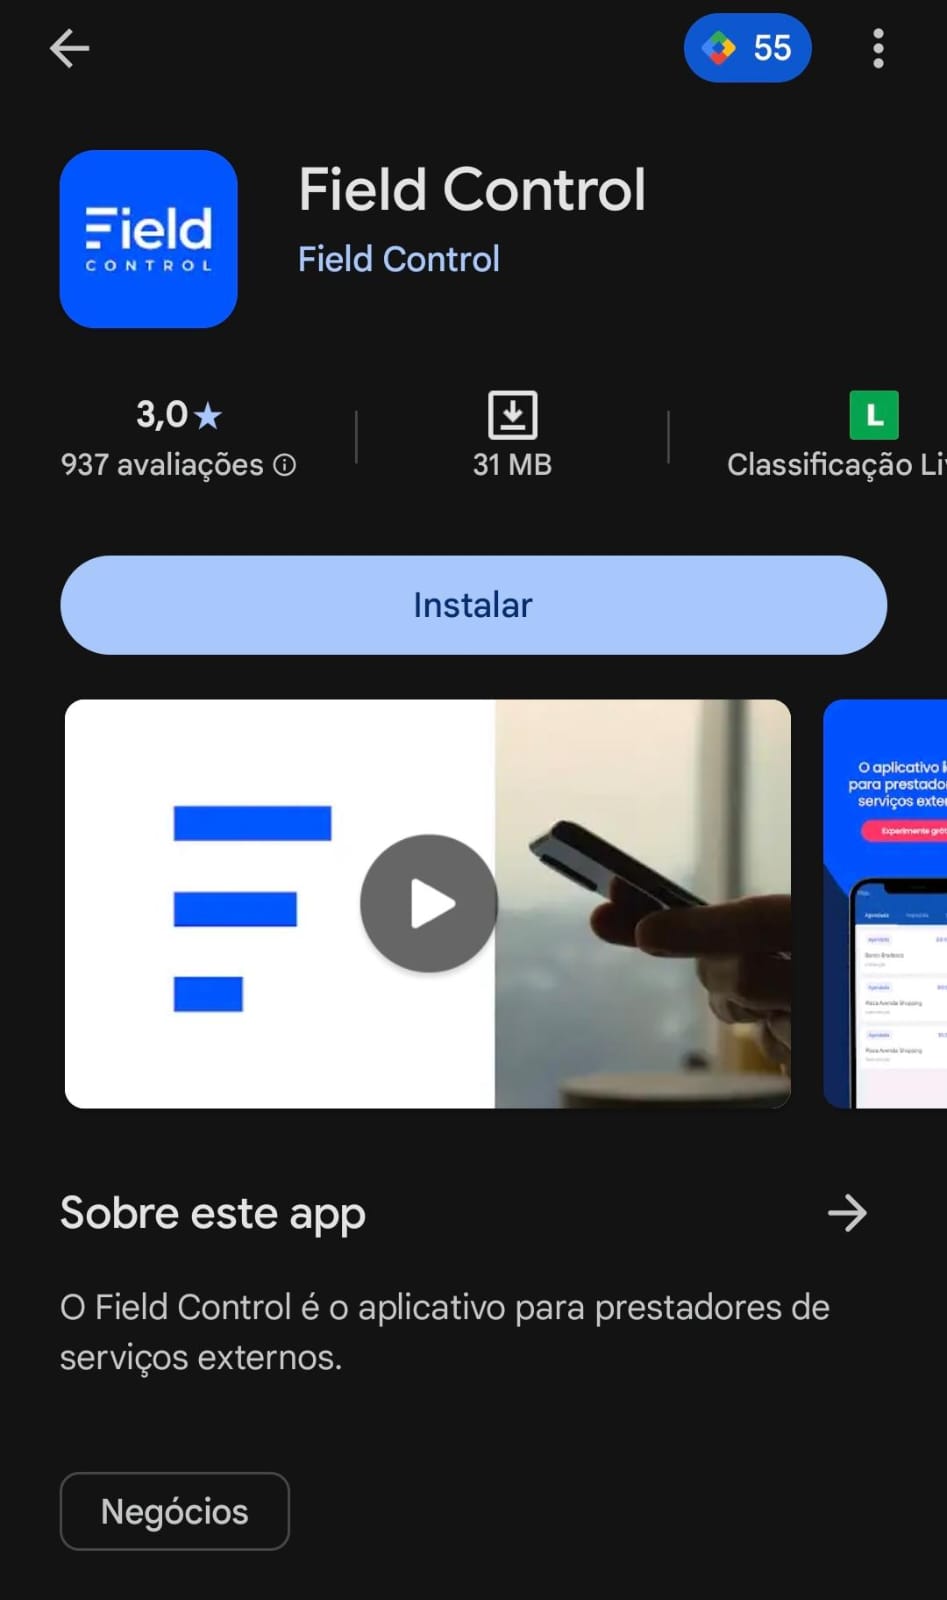 55
Field
CONTROL
Field Control
Field Control
3,0★
937 avaliações
31 MB
L
Classificação Li
Instalar
O aplicativo
para prestado
serviços exte
Experimente grát
Sobre este app
O Field Control é o aplicativo para prestadores de
serviços externos.
Negócios